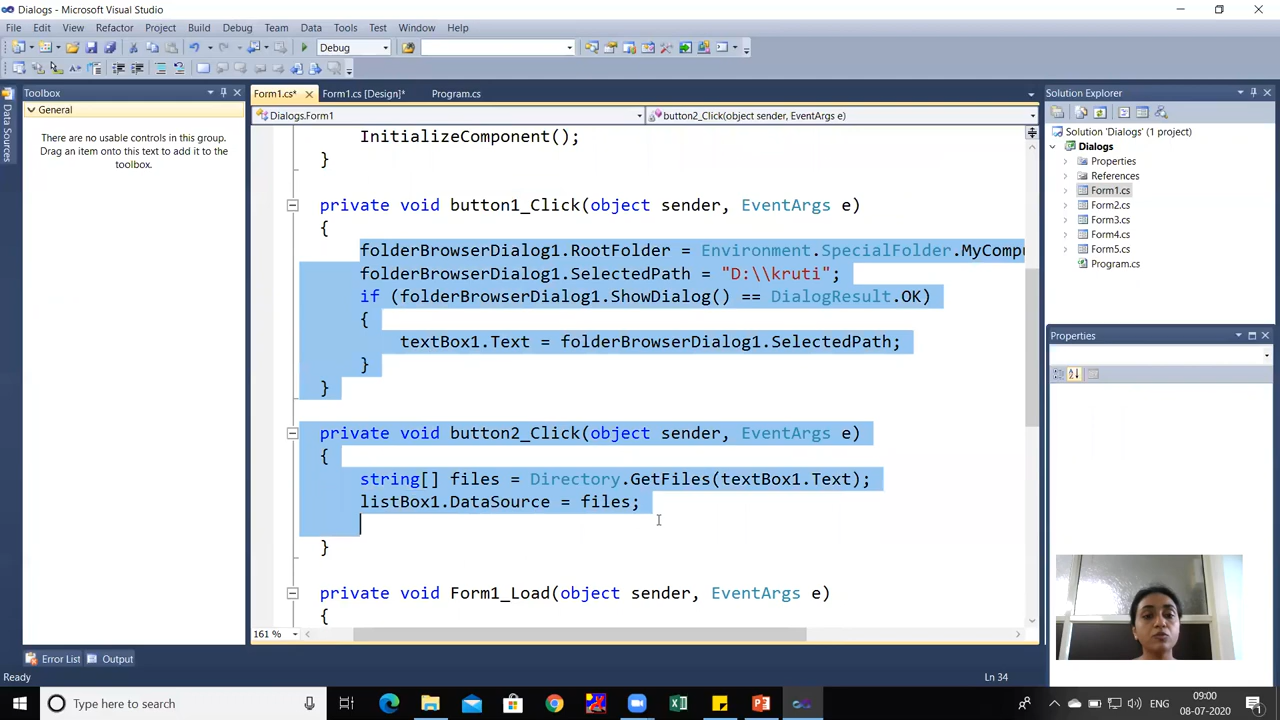 Dialogs - Microsoft Visual Studio
File Edit View Refactor Project Build Debug Team Data Tools Test Window Help
Debug
Toolbox
Form1.cs* Form1.cs [Design]* Program.cs
Solution Explorer
General
Dialogs.Form1 button2_Click(object sender, EventArgs e)
There are no usable controls in this group.
Drag an item onto this text to add it to the
toolbox.
Data Sources
InitializeComponent();
}
private void button1_Click(object sender, EventArgs e)
{
folderBrowserDialog1.RootFolder = Environment.SpecialFolder.MyCompu
folderBrowserDialog1.SelectedPath = "D:\\kruti";
if (folderBrowserDialog1.ShowDialog() == DialogResult.OK)
{
textBox1.Text = folderBrowserDialog1.SelectedPath;
}
}
private void button2_Click(object sender, EventArgs e)
{
string[] files = Directory.GetFiles(textBox1.Text);
listBox1.DataSource = files;
}
private void Form1_Load(object sender, EventArgs e)
{
161 %
Solution 'Dialogs' (1 project)
Dialogs
Properties
References
Form1.cs
Form2.cs
Form3.cs
Form4.cs
Form5.cs
Program.cs
Properties
Error List Output
Ready
Ln 34
Type here to search
09:00
08-07-2020